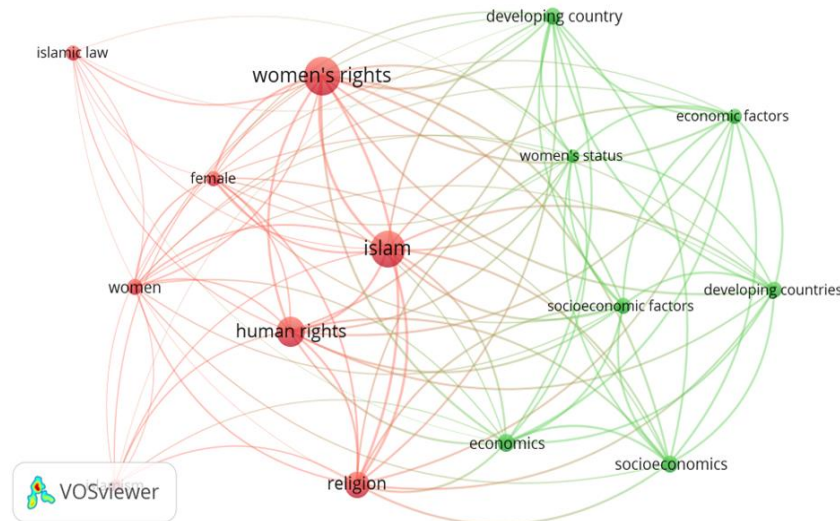 developing country
islamic law
women's rights
economic factors
women's status
female
islam
women
developing countries
socioeconomic factors
human rights
economics
socioeconomics
religion
VOSviewer